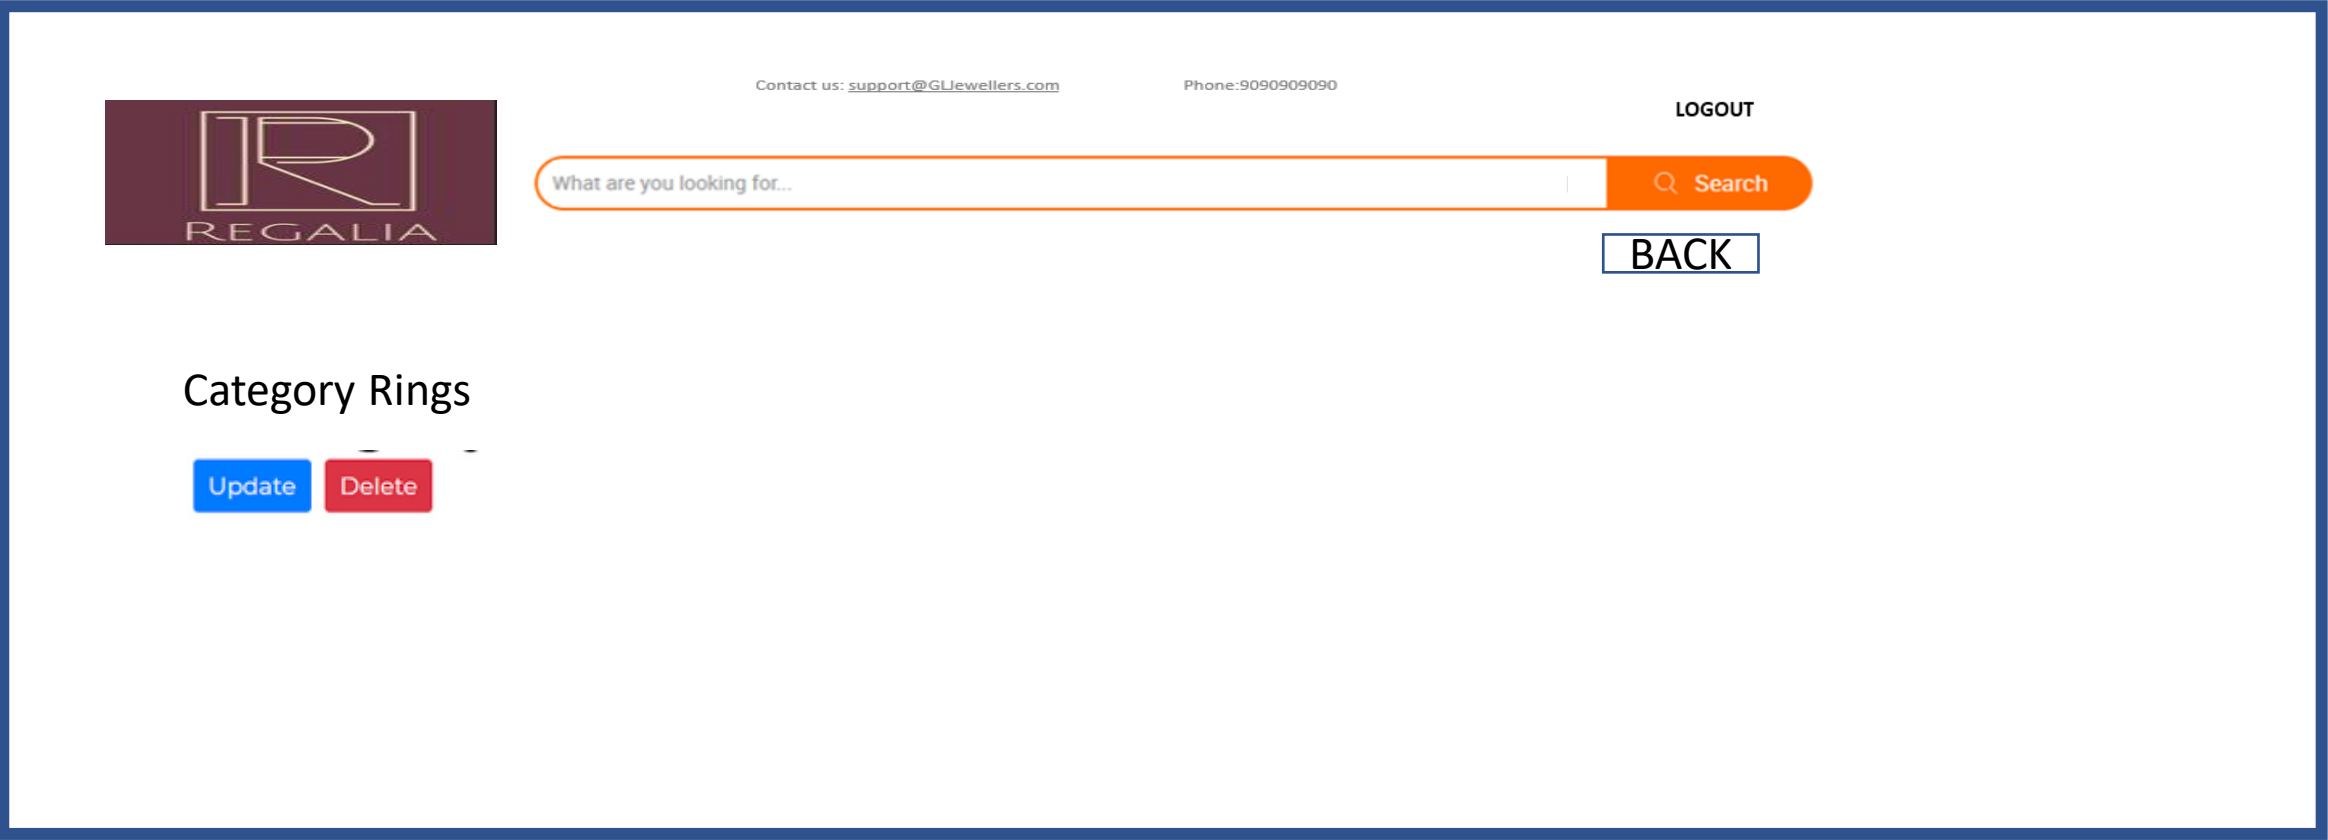 Contact us: support@GLJewellers.com
Phone:9090909090
LOGOUT
REGALIA
What are you looking for...
Search
BACK
Category Rings
Update
Delete